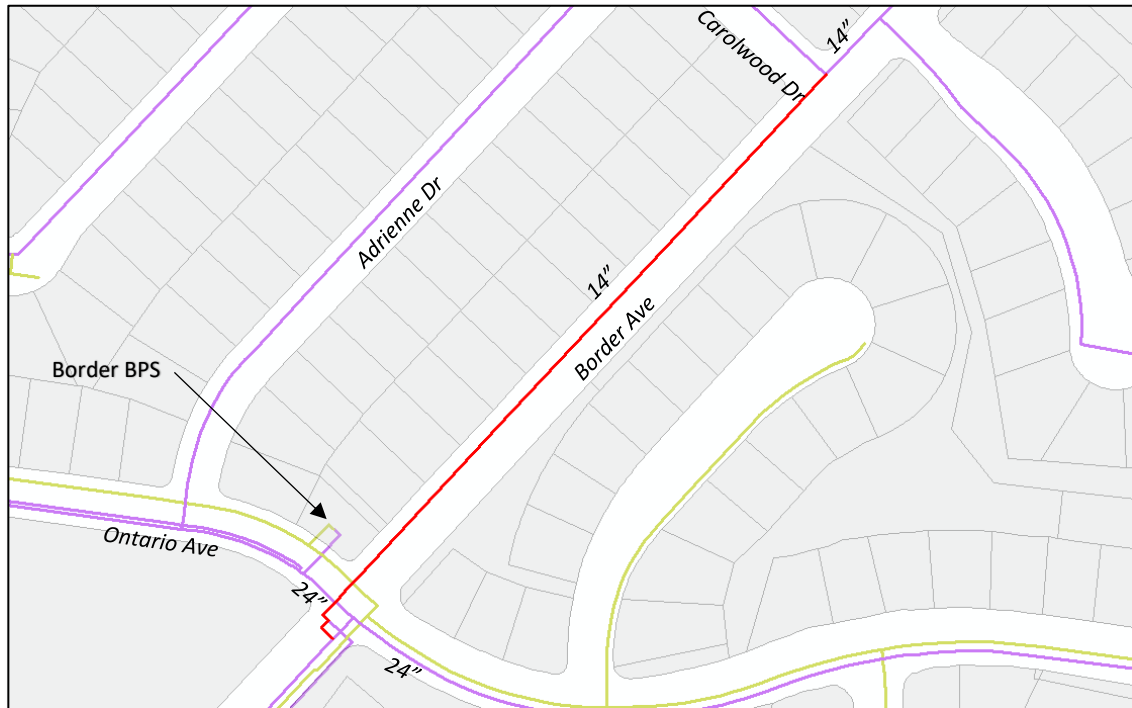 Carolwood Dr
14”
Adrienne Dr
14”
Border Ave
Border BPS
Ontario Ave
24”
24”